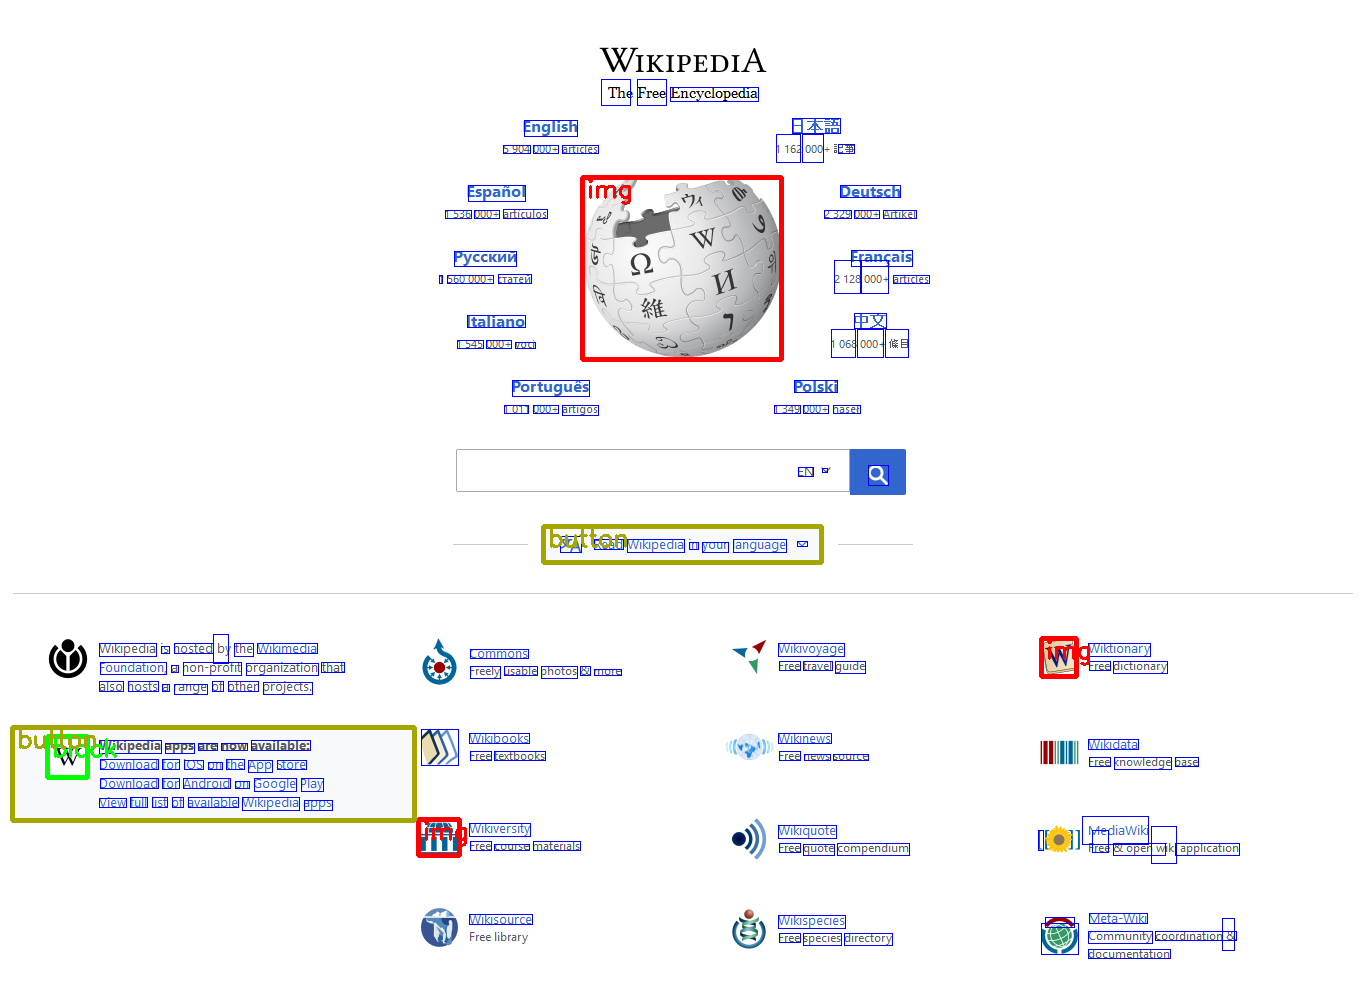 WIKIPEDIA
The Free Encyclopedia
English
5 904 000+ articles
日本語
1 162 000+ 記事
Español
1 536 000+ artículos
Deutsch
2 329 000+ Artikel
Русский
1 560 000+ статей
Français
2 128 000+ articles
Italiano
1 545 000+ voci
中文
1 068 000+ 條目
Português
1 011 000+ artigos
Polski
1 349 000+ haseł
img
EN
button
Read Wikipedia in your language
Wikipedia is hosted by the Wikimedia
Foundation, a non-profit organization that
also hosts a range of other projects.
button
block
Wikipedia apps are now available:
Download for iOS on the App Store
Download for Android on Google Play
View full list of available Wikipedia apps
Commons
Freely usable photos & more
Wikivoyage
Free travel guide
img
Wiktionary
Free dictionary
Wikibooks
Free textbooks
Wikinews
Free news source
Wikidata
Free knowledge base
img
Wikiversity
Free course materials
Wikiquote
Free quote compendium
MediaWiki
Free & open wiki application
Wikisource
Free library
Wikispecies
Free species directory
Meta-Wiki
Community coordination &
documentation